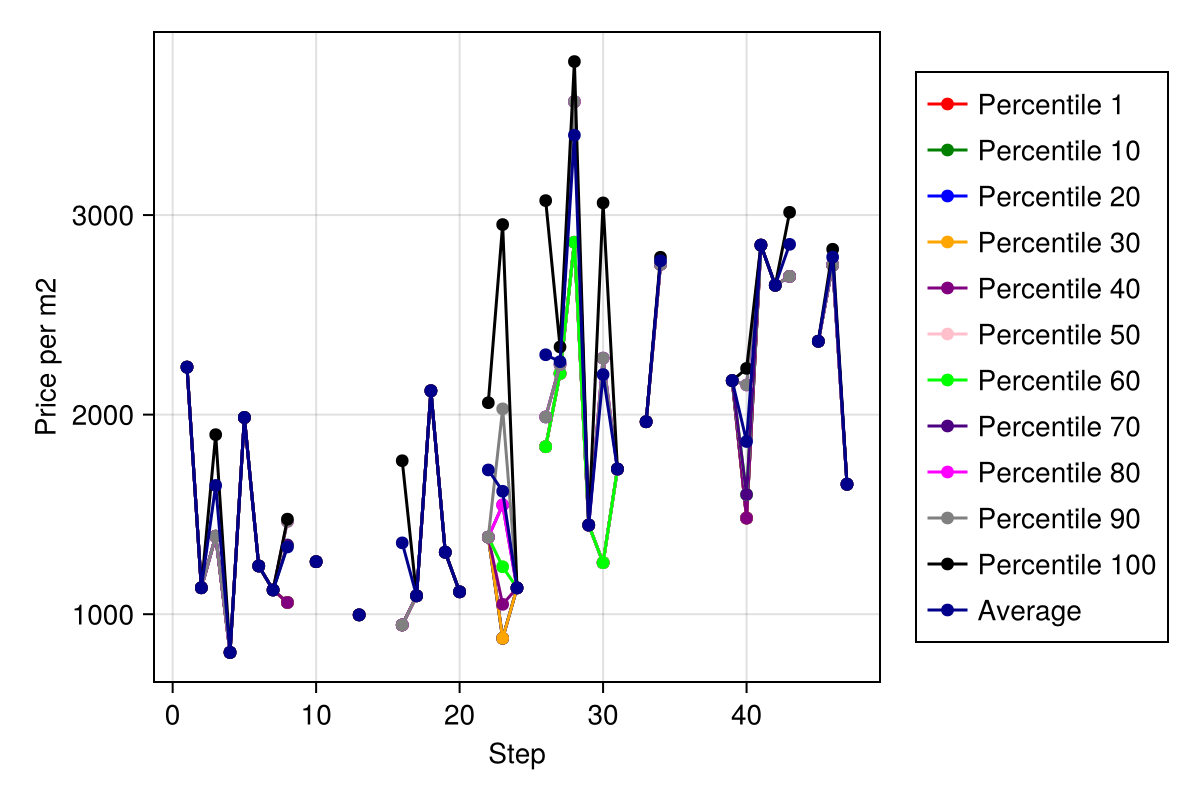 3000
2000
1000
Price per m2
0 10 20 30 40
Step
Percentile 1
Percentile 10
Percentile 20
Percentile 30
Percentile 40
Percentile 50
Percentile 60
Percentile 70
Percentile 80
Percentile 90
Percentile 100
Average